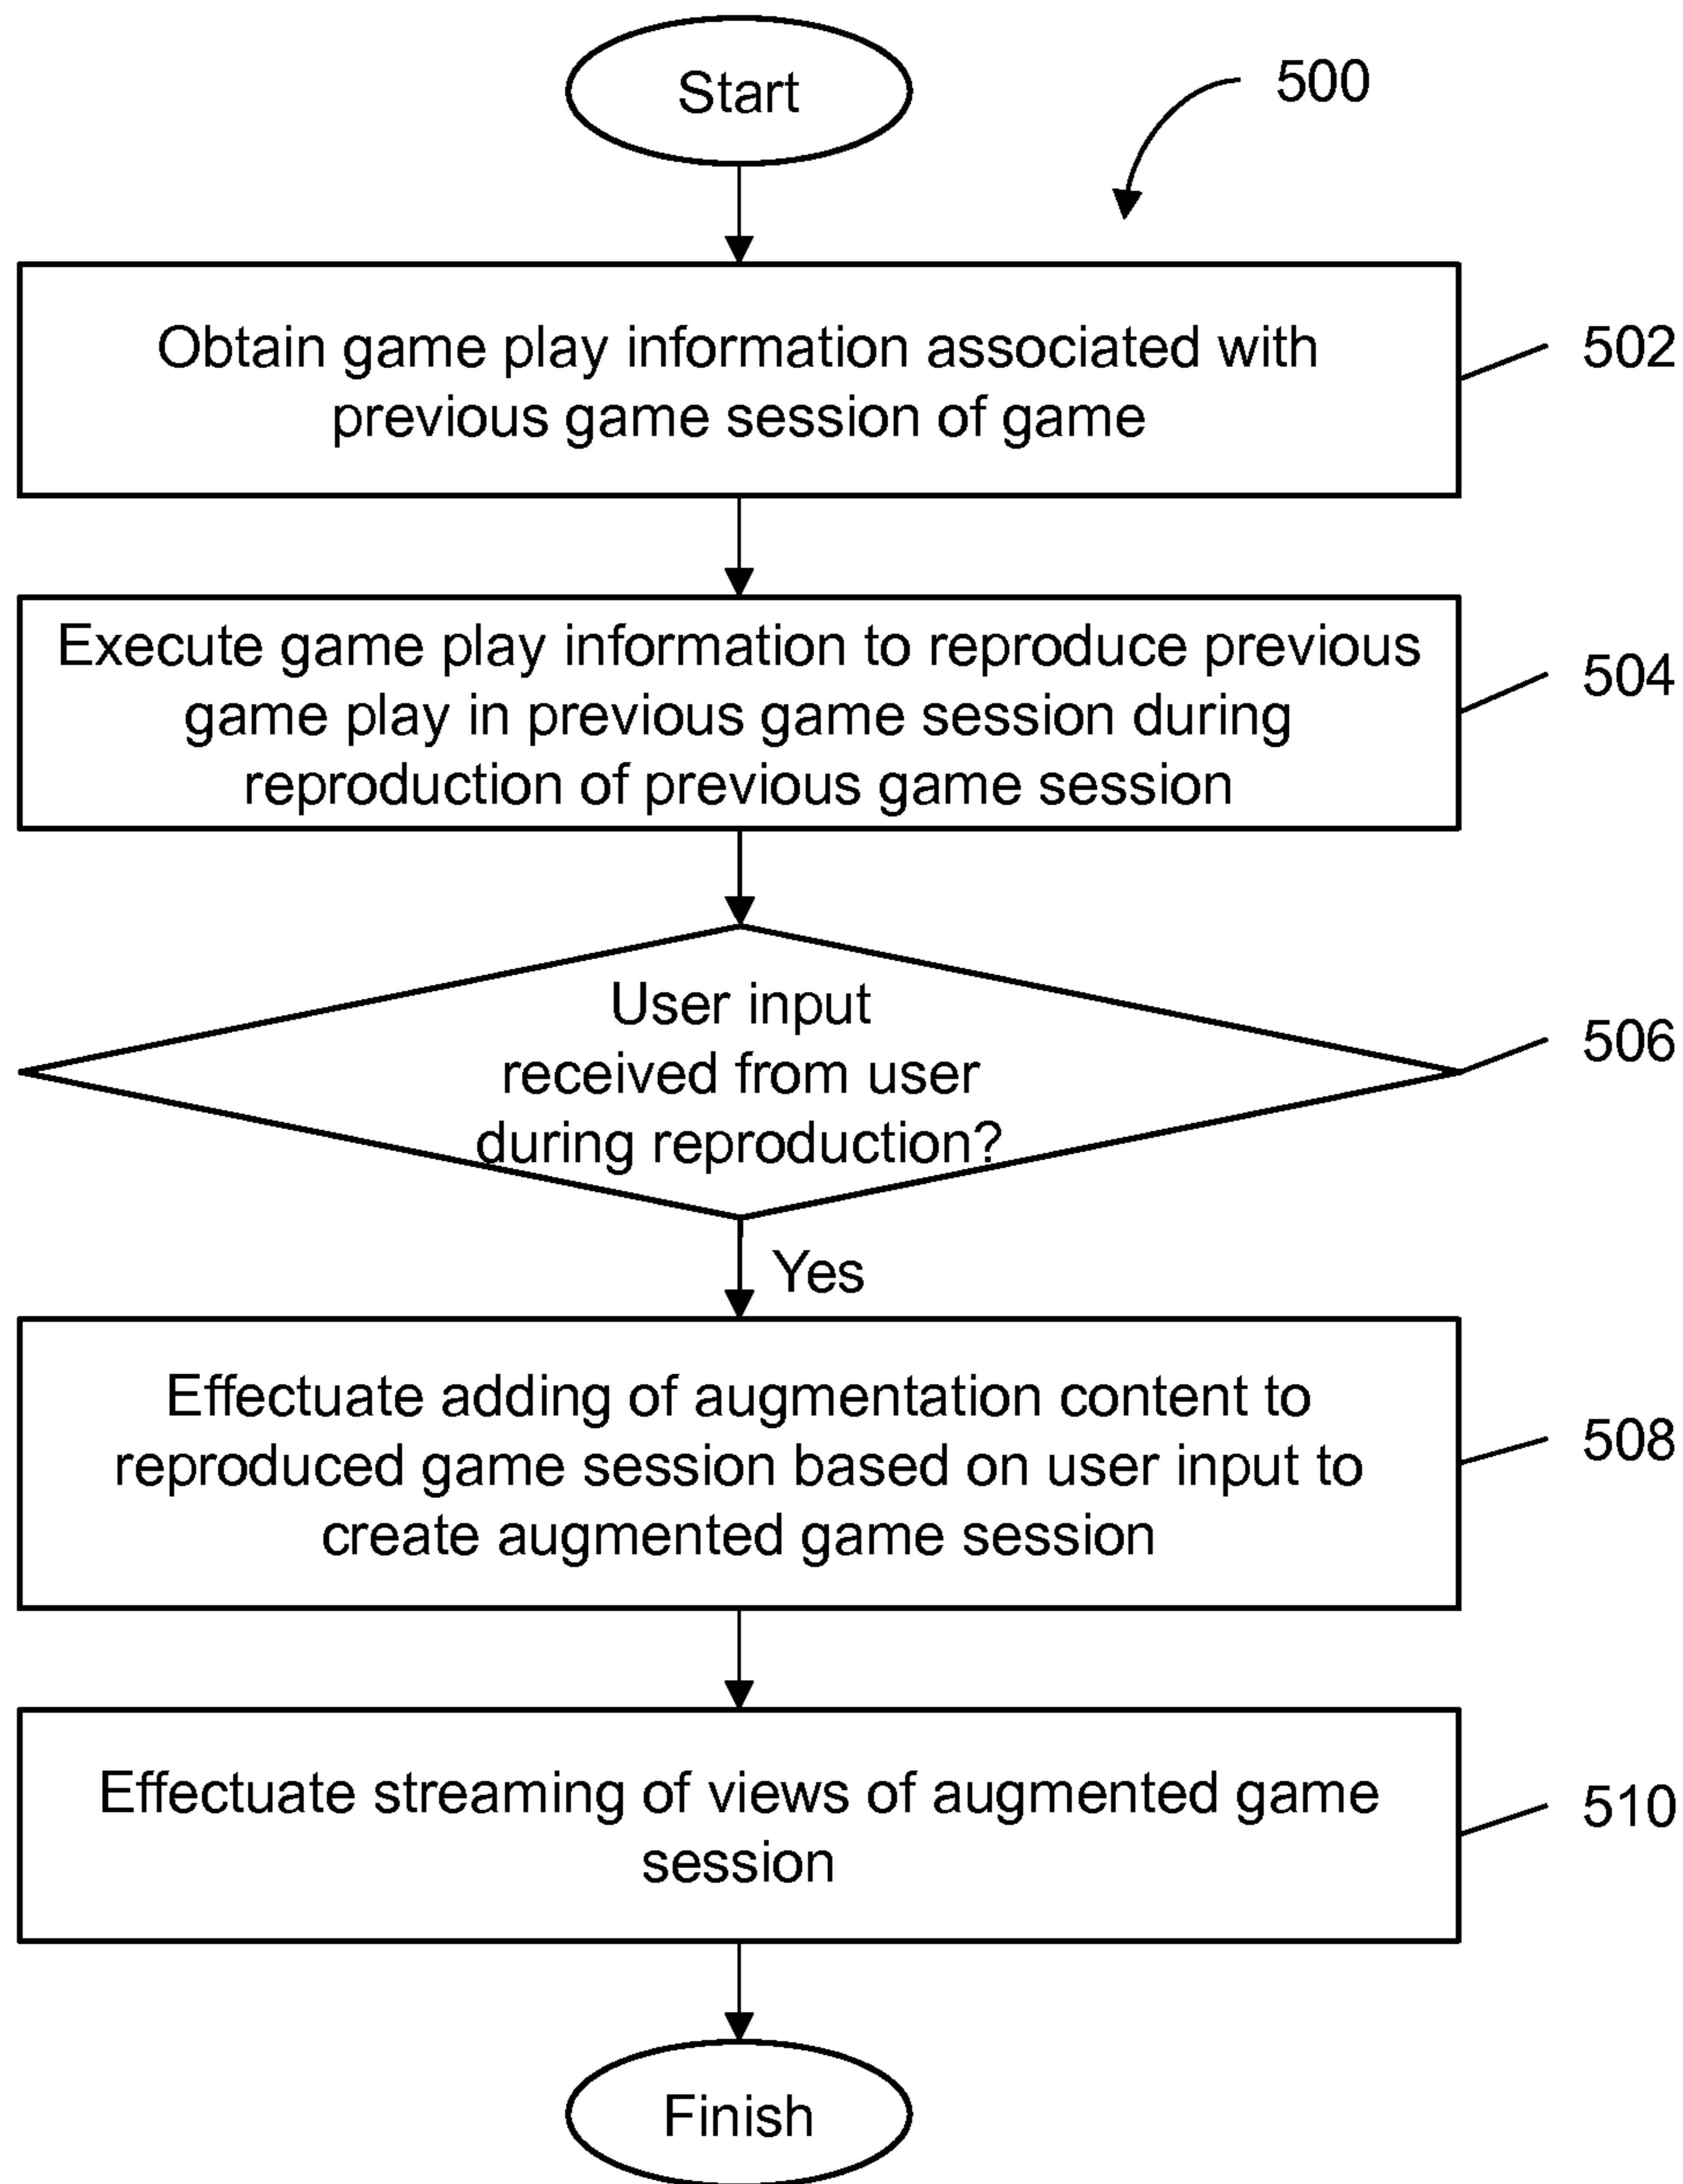 Start
500
Obtain game play information associated with
previous game session of game
502
Execute game play information to reproduce previous
game play in previous game session during
reproduction of previous game session
504
User input
received from user
during reproduction?
506
Yes
Effectuate adding of augmentation content to
reproduced game session based on user input to
create augmented game session
508
Effectuate streaming of views of augmented game
session
510
Finish